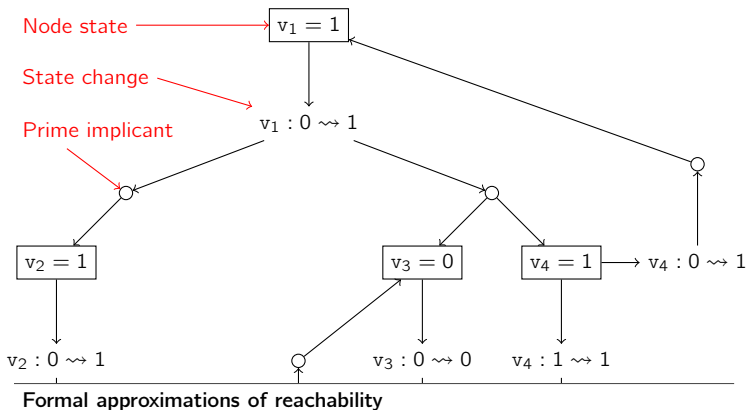 Node state
v₁ = 1
State change
v₁ : 0 ⇝ 1
Prime implicant
v₂ = 1
v₃ = 0
v₄ = 1
v₄ : 0 ⇝ 1
v₂ : 0 ⇝ 1
v₃ : 0 ⇝ 0
v₄ : 1 ⇝ 1
Formal approximations of reachability